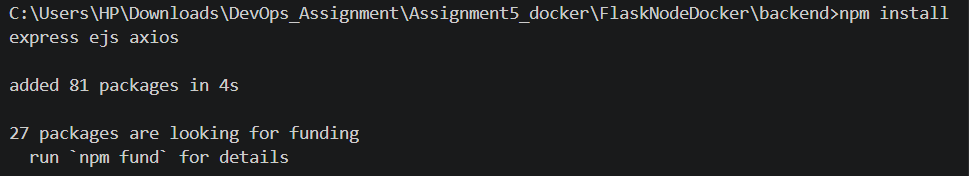 C:\Users\HP\Downloads\DevOps_Assignment\Assignment5_docker\FlaskNodeDocker\backend>npm install
express ejs axios
added 81 packages in 4s
27 packages are looking for funding
  run `npm fund` for details